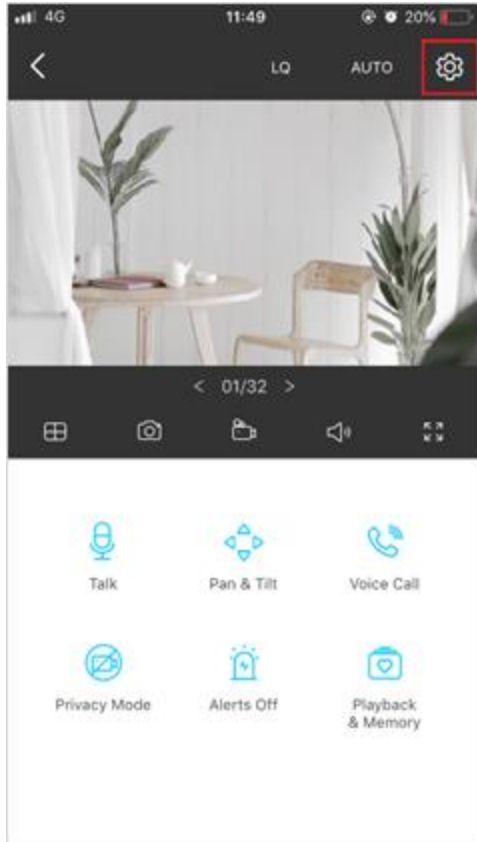 4G 11:49 20%
LQ AUTO
< 01/32 >
Talk Pan & Tilt Voice Call
Privacy Mode Alerts Off Playback
& Memory